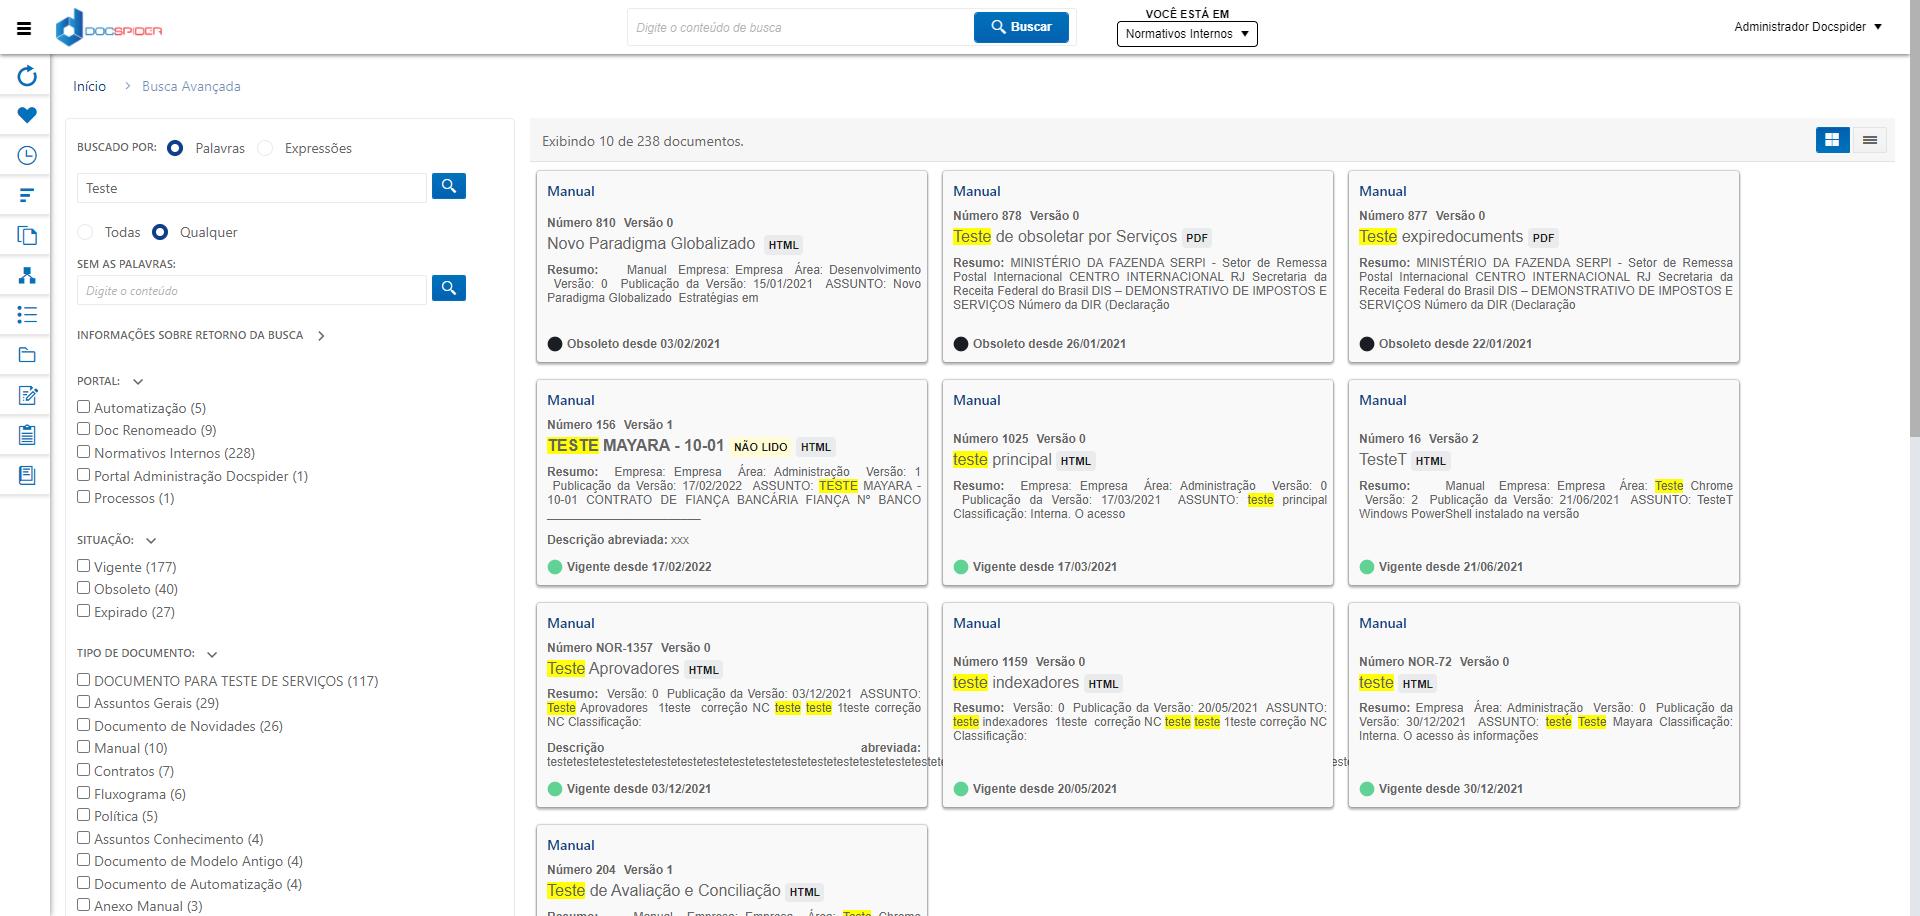 DOCSPIDER
Digite o conteúdo de busca
Buscar
VOCÊ ESTÁ EM
Normativos Internos
Administrador Docspider
Início > Busca Avançada
BUSCADO POR: Palavras Expressões
Teste
Todas Qualquer
SEM AS PALAVRAS:
Digite o conteúdo
INFORMAÇÕES SOBRE RETORNO DA BUSCA
PORTAL:
Automatização (5)
Doc Renomeado (9)
Normativos Internos (228)
Portal Administração Docspider (1)
Processos (1)
SITUAÇÃO:
Vigente (177)
Obsoleto (40)
Expirado (27)
TIPO DE DOCUMENTO:
DOCUMENTO PARA TESTE DE SERVIÇOS (117)
Assuntos Gerais (29)
Documento de Novidades (26)
Manual (10)
Contratos (7)
Fluxograma (6)
Política (5)
Assuntos Conhecimento (4)
Documento de Modelo Antigo (4)
Documento de Automatização (4)
Anexo Manual (3)
Exibindo 10 de 238 documentos.
Manual
Número 810 Versão 0
Novo Paradigma Globalizado HTML
Resumo: Manual Empresa: Empresa Área: Desenvolvimento
Versão: 0 Publicação da Versão: 15/01/2021 ASSUNTO: Novo
Paradigma Globalizado Estratégias em
Obsoleto desde 03/02/2021
Manual
Número 878 Versão 0
Teste de obsoletar por Serviços PDF
Resumo: MINISTÉRIO DA FAZENDA SERPI - Setor de Remessa
Postal Internacional CENTRO INTERNACIONAL RJ Secretaria da
Receita Federal do Brasil DIS – DEMONSTRATIVO DE IMPOSTOS E
SERVIÇOS Número da DIR (Declaração
Obsoleto desde 26/01/2021
Manual
Número 877 Versão 0
Teste expiredocuments PDF
Resumo: MINISTÉRIO DA FAZENDA SERPI - Setor de Remessa
Postal Internacional CENTRO INTERNACIONAL RJ Secretaria da
Receita Federal do Brasil DIS – DEMONSTRATIVO DE IMPOSTOS E
SERVIÇOS Número da DIR (Declaração
Obsoleto desde 22/01/2021
Manual
Número 156 Versão 1
TESTE MAYARA - 10-01 NÃO LIDO HTML
Resumo: Empresa: Empresa Área: Administração Versão: 1
Publicação da Versão: 17/02/2022 ASSUNTO: TESTE MAYARA -
10-01 CONTRATO DE FIANÇA BANCÁRIA FIANÇA Nº BANCO
______________________
Descrição abreviada: xxx
Vigente desde 17/02/2022
Manual
Número 1025 Versão 0
teste principal HTML
Resumo: Empresa: Empresa Área: Administração Versão: 0
Publicação da Versão: 17/03/2021 ASSUNTO: teste principal
Classificação: Interna. O acesso
Vigente desde 17/03/2021
Manual
Número 16 Versão 2
TesteT HTML
Resumo: Manual Empresa: Empresa Área: Teste Chrome
Versão: 2 Publicação da Versão: 21/06/2021 ASSUNTO: TesteT
Windows PowerShell instalado na versão
Vigente desde 21/06/2021
Manual
Número NOR-1357 Versão 0
Teste Aprovadores HTML
Resumo: Versão: 0 Publicação da Versão: 03/12/2021 ASSUNTO:
Teste Aprovadores 1teste correção NC teste teste 1teste correção
NC Classificação:
Descrição abreviada:
Vigente desde 03/12/2021
Manual
Número 1159 Versão 0
teste indexadores HTML
Resumo: Versão: 0 Publicação da Versão: 20/05/2021 ASSUNTO:
teste indexadores 1teste correção NC teste teste 1teste correção NC
Classificação:
Vigente desde 20/05/2021
Manual
Número NOR-72 Versão 0
teste HTML
Resumo: Empresa Área: Administração Versão: 0 Publicação da
Versão: 30/12/2021 ASSUNTO: teste Teste Mayara Classificação:
Interna. O acesso às informações
Vigente desde 30/12/2021
Manual
Número 204 Versão 1
Teste de Avaliação e Conciliação HTML
Resumo: Manual Empresa: Empresa Área: Teste Chrome